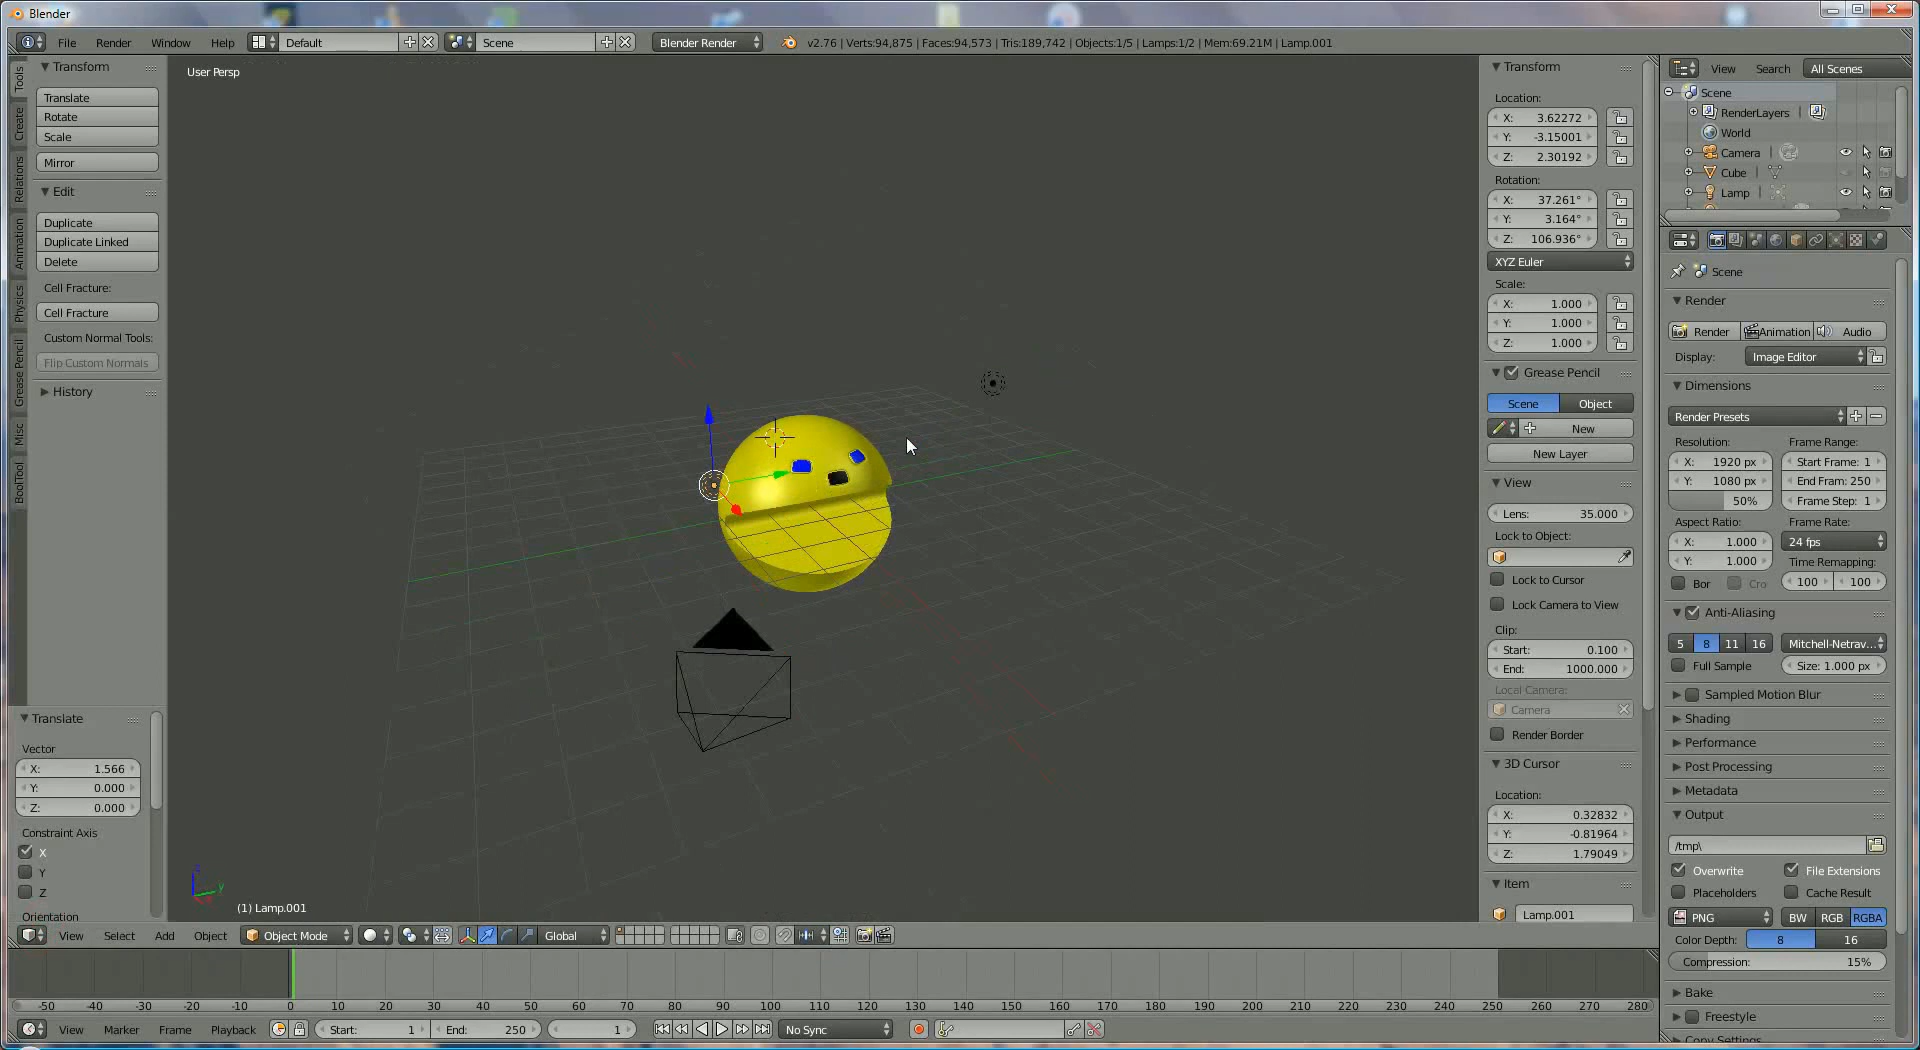 Blender
File Render Window Help Default Scene Blender Render v2.76 | Verts:94,875 | Faces:94,573 | Tris:189,742 | Objects:1/5 | Lamps:1/2 | Mem:69.21M | Lamp.001
Tools
Create
Relations
Animation
Physics
Grease Pencil
Misc
BoolTool
Transform
Translate
Rotate
Scale
Mirror
Edit
Duplicate
Duplicate Linked
Delete
Cell Fracture:
Cell Fracture
Custom Normal Tools:
Flip Custom Normals
History
Translate
Vector
X: 1.566
Y: 0.000
Z: 0.000
Constraint Axis
X
Y
Z
Orientation
User Persp
z
y
(1) Lamp.001
Transform
Location:
X: 3.62272
Y: -3.15001
Z: 2.30192
Rotation:
X: 37.261°
Y: 3.164°
Z: 106.936°
XYZ Euler
Scale:
X: 1.000
Y: 1.000
Z: 1.000
Grease Pencil
Scene Object
New
New Layer
View
Lens: 35.000
Lock to Object:
Lock to Cursor
Lock Camera to View
Clip:
Start: 0.100
End: 1000.000
Local Camera:
Camera
Render Border
3D Cursor
Location:
X: 0.32832
Y: -0.81964
Z: 1.79049
Item
Lamp.001
View Search All Scenes
Scene
RenderLayers
World
Camera
Cube
Lamp
Scene
Render
Render Animation Audio
Display: Image Editor
Dimensions
Render Presets
Resolution: Frame Range:
X: 1920 px Start Frame: 1
Y: 1080 px End Fram: 250
50% Frame Step: 1
Aspect Ratio: Frame Rate:
X: 1.000 24 fps
Y: 1.000 Time Remapping:
Bor Cro 100 100
Anti-Aliasing
5 8 11 16 Mitchell-Netrav...
Full Sample Size: 1.000 px
Sampled Motion Blur
Shading
Performance
Post Processing
Metadata
Output
/tmp\
Overwrite File Extensions
Placeholders Cache Result
PNG BW RGB RGBA
Color Depth: 8 16
Compression: 15%
Bake
Freestyle
Copy Settings
View Select Add Object Object Mode Global
-50 -40 -30 -20 -10 0 10 20 30 40 50 60 70 80 90 100 110 120 130 140 150 160 170 180 190 200 210 220 230 240 250 260 270 280
View Marker Frame Playback Start: 1 End: 250 1 No Sync